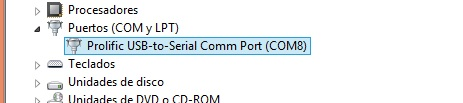 Procesadores
Puertos (COM y LPT)
Prolific USB-to-Serial Comm Port (COM8)
Teclados
Unidades de disco
Unidades de DVD o CD-ROM